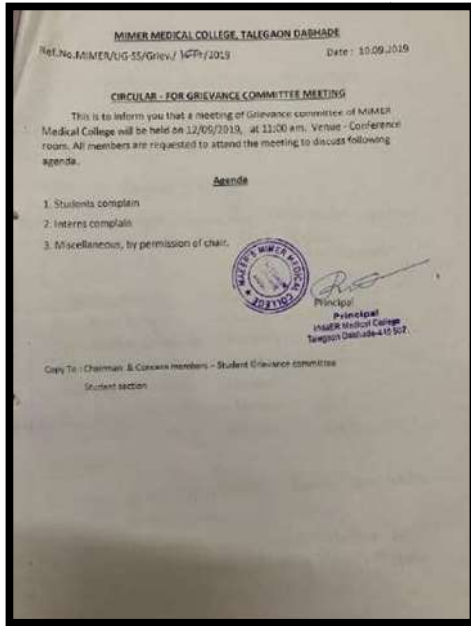 MIMER MEDICAL COLLEGE, TALEGAON DABHADE
Ref.No.MIMER/UG-SS/Griev./ /2019 Date : 10.09.2019
CIRCULAR - FOR GRIEVANCE COMMITTEE MEETING
This is to inform you that a meeting of Grievance committee of MIMER
Medical College will be held on 12/09/2019, at 11:00 am. Venue - Conference
room. All members are requested to attend the meeting to discuss following
agenda.
Agenda
1. Students complain
2. Interns complain
3. Miscellaneous, by permission of chair.
MAEER'S MIMER MEDICAL COLLEGE
Principal
Principal
MIMER Medical College
Talegaon Dabhade-410 507.
Copy To : Chairman & Concern members – Student Grievance committee
Student section